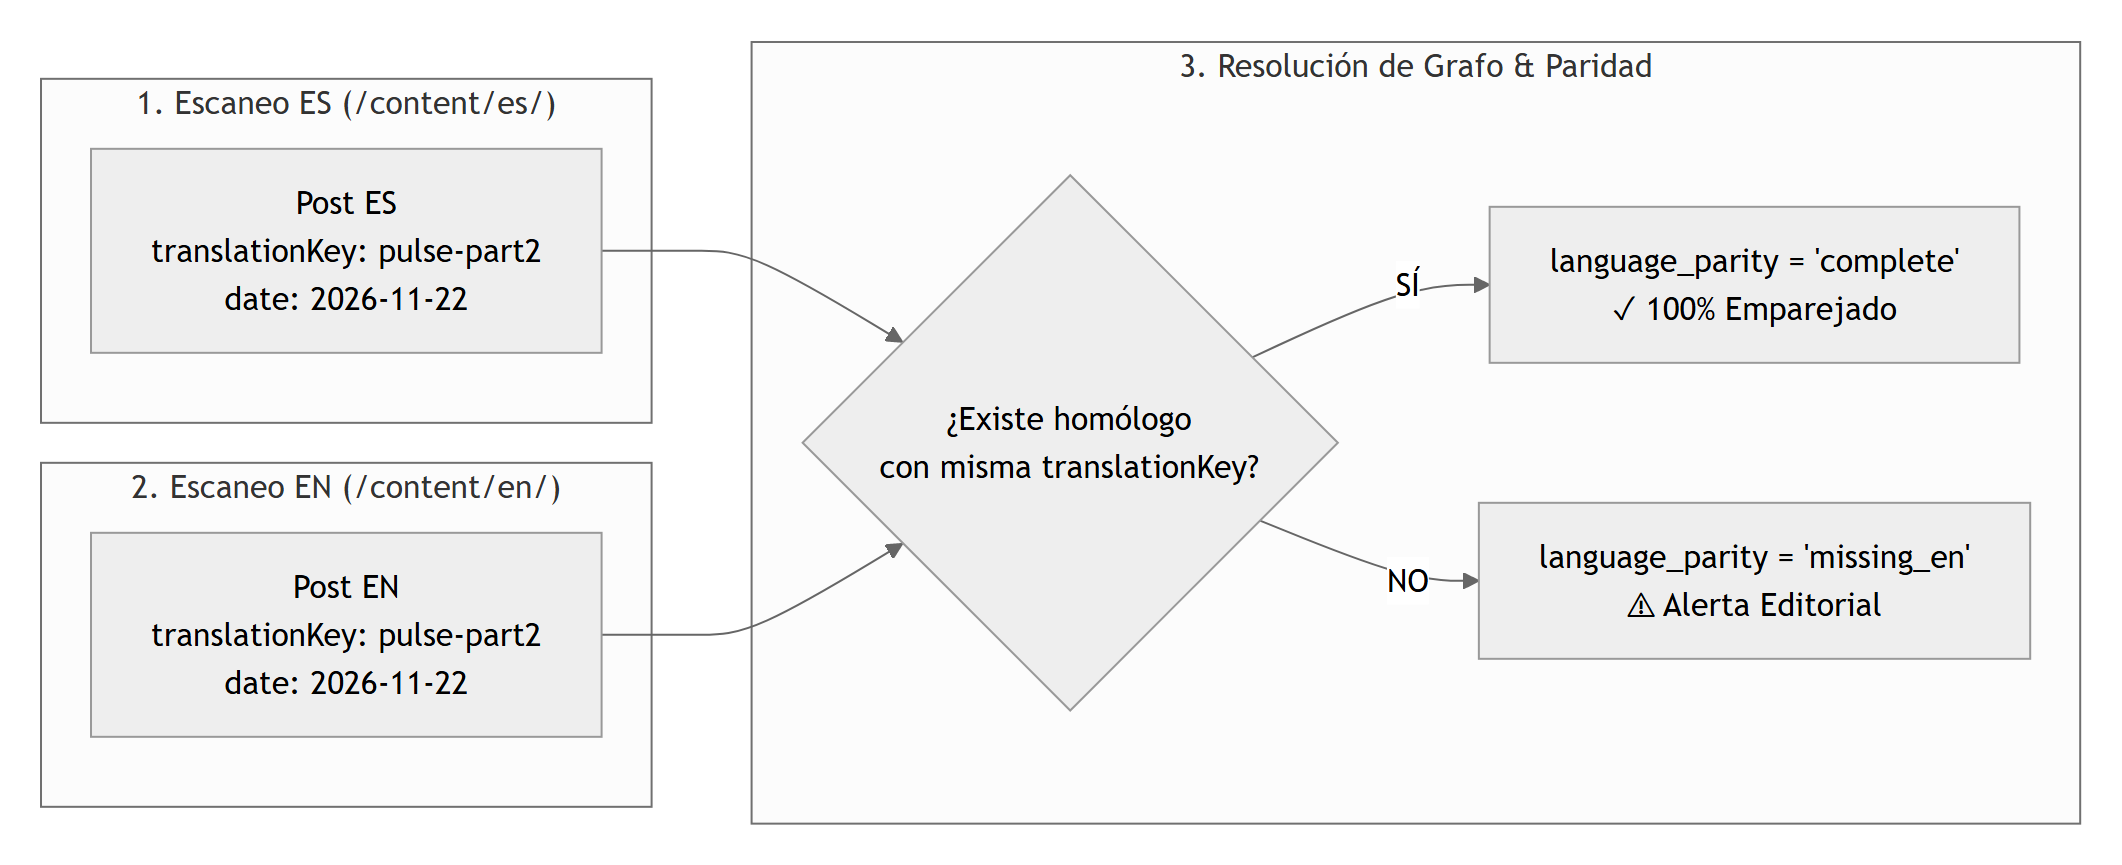 1. Escaneo ES (/content/es/)
Post ES
translationKey: pulse-part2
date: 2026-11-22
2. Escaneo EN (/content/en/)
Post EN
translationKey: pulse-part2
date: 2026-11-22
3. Resolución de Grafo & Paridad
¿Existe homólogo
con misma translationKey?
SÍ
language_parity = 'complete'
✓ 100% Emparejado
NO
language_parity = 'missing_en'
⚠ Alerta Editorial